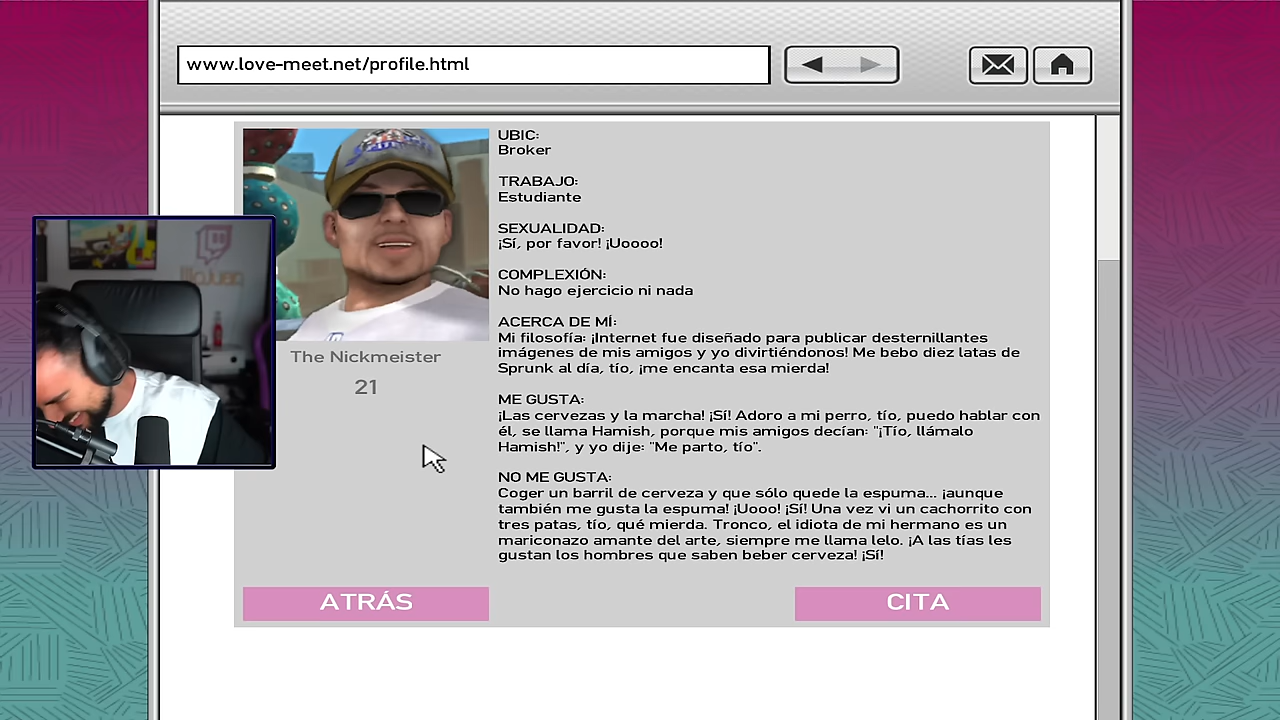 www.love-meet.net/profile.html
UBIC:
Broker
TRABAJO:
Estudiante
SEXUALIDAD:
¡Sí, por favor! ¡Uoooo!
COMPLEXIÓN:
No hago ejercicio ni nada
ACERCA DE MÍ:
Mi filosofía: ¡Internet fue diseñado para publicar desternillantes
imágenes de mis amigos y yo divirtiéndonos! Me bebo diez latas de
Sprunk al día, tío, ¡me encanta esa mierda!
The Nickmeister
21
ME GUSTA:
¡Las cervezas y la marcha! ¡Sí! Adoro a mi perro, tío, puedo hablar con
él, se llama Hamish, porque mis amigos decían: "¡Tío, llámalo
Hamish!", y yo dije: "Me parto, tío".
NO ME GUSTA:
Coger un barril de cerveza y que sólo quede la espuma... ¡aunque
también me gusta la espuma! ¡Uooo! ¡Sí! Una vez vi un cachorrito con
tres patas, tío, qué mierda. Tronco, el idiota de mi hermano es un
mariconazo amante del arte, siempre me llama lelo. ¡A las tías les
gustan los hombres que saben beber cerveza! ¡Sí!
ATRÁS
CITA